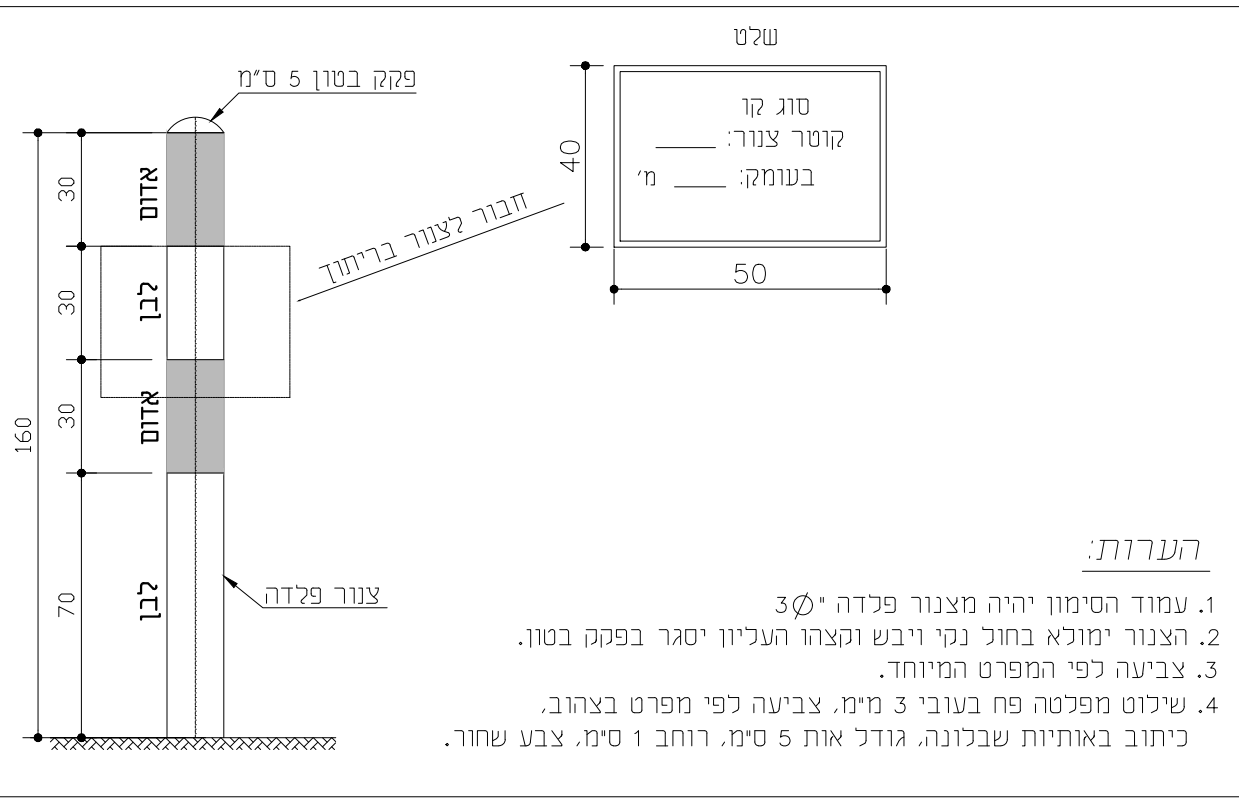 שלט
סוג קו
קוטר צנור: ____
בעומק: ____ מ'
40
50
פקק בטון 5 ס"מ
חבור לצנור בריתוך
צנור פלדה
160
30
30
30
70
אדום
לבן
אדום
לבן
הערות:
1. עמוד הסימון יהיה מצנור פלדה "3∅
2. הצנור ימולא בחול נקי ויבש וקצהו העליון יסגר בפקק בטון.
3. צביעה לפי המפרט המיוחד.
4. שילוט מפלטה פח בעובי 3 מ"מ, צביעה לפי מפרט בצהוב,
כיתוב באותיות שבלונה, גודל אות 5 ס"מ, רוחב 1 ס"מ, צבע שחור.